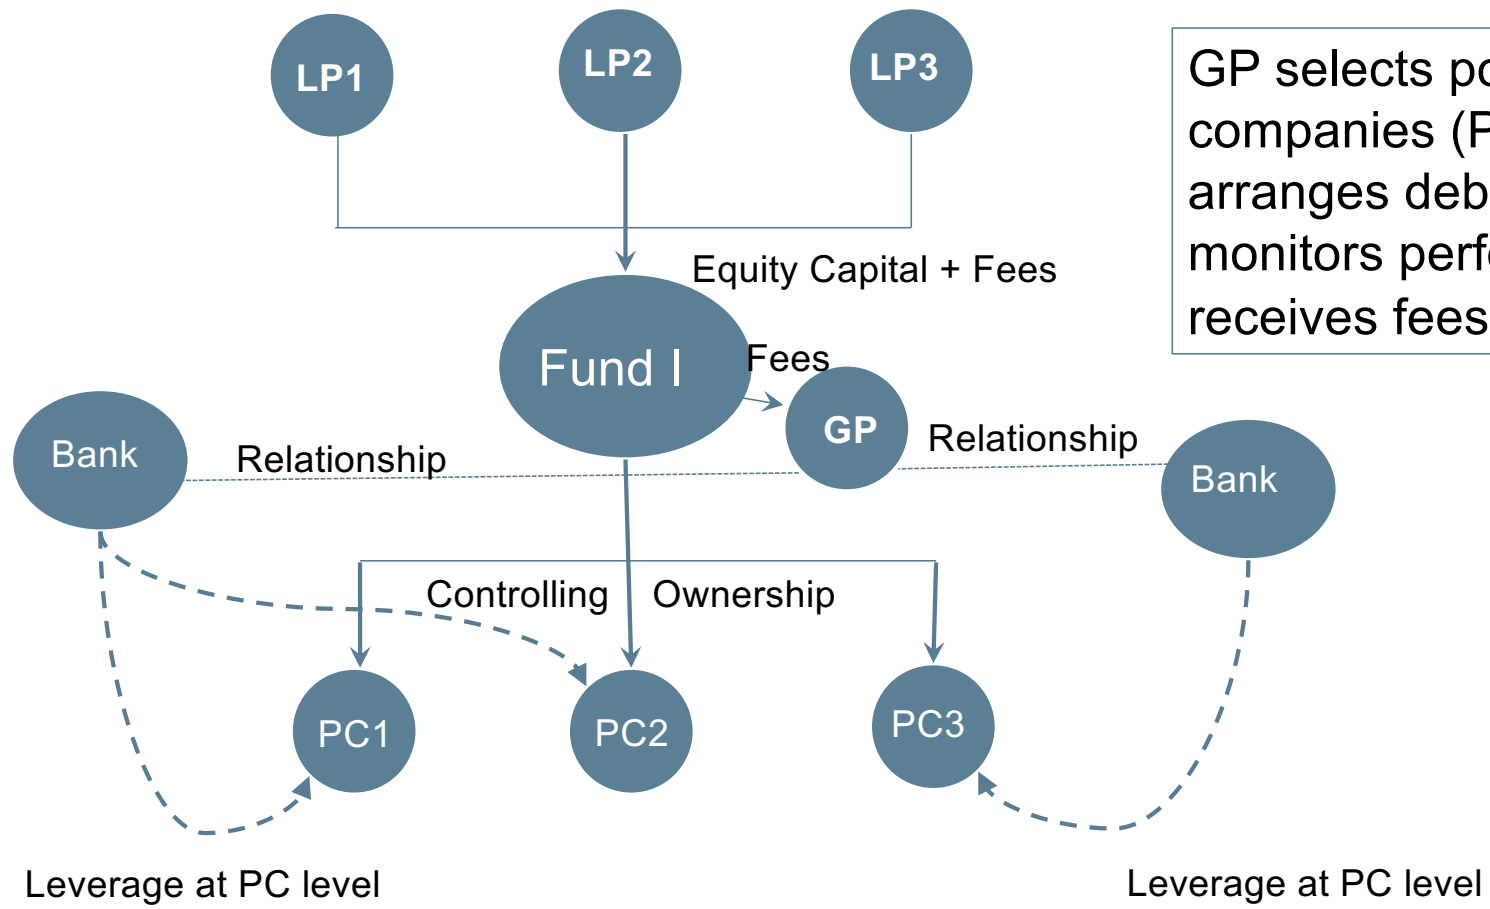 LP1
LP2
LP3
GP selects po
companies (P
arranges deb
monitors perfo
receives fees
Equity Capital + Fees
Fund I
Fees
GP
Bank
Relationship
Relationship
Bank
Controlling
Ownership
PC1
PC2
PC3
Leverage at PC level
Leverage at PC level